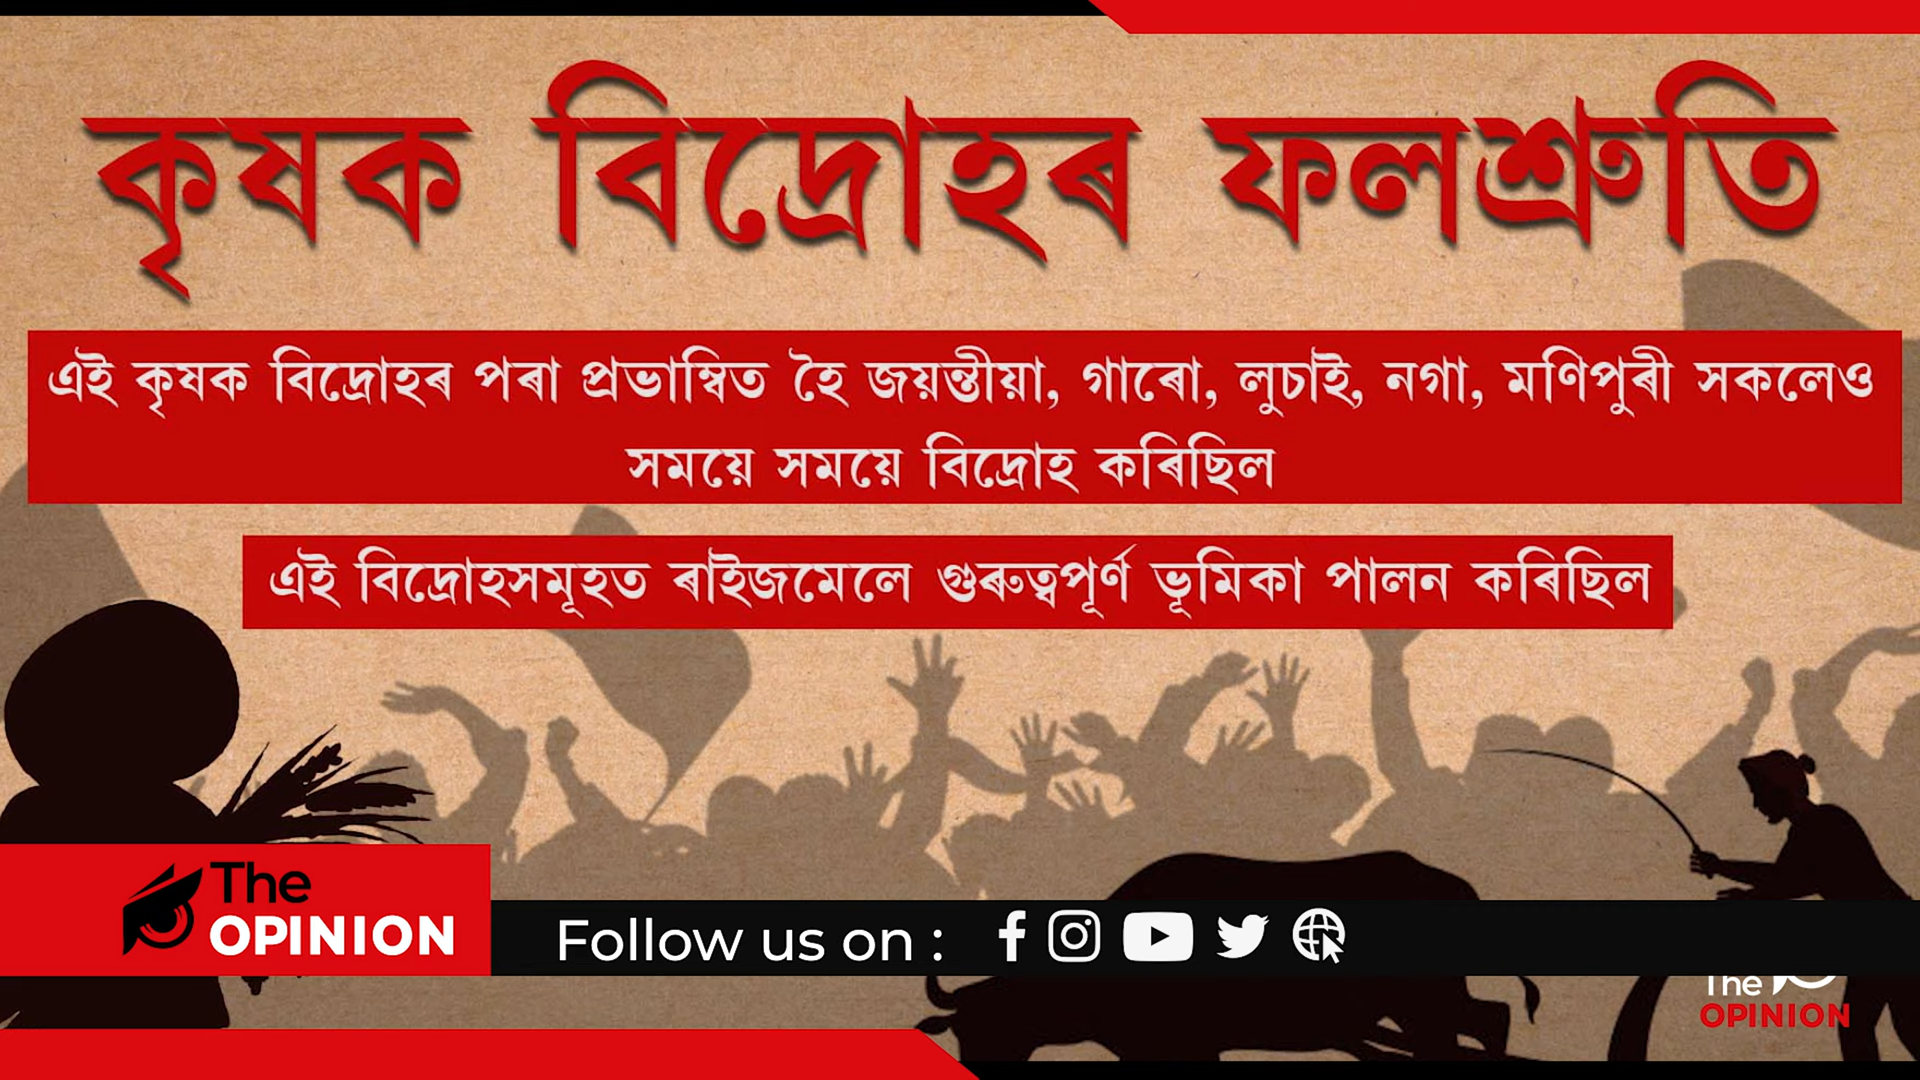 কৃষক বিদ্ৰোহৰ ফলশ্ৰুতি
এই কৃষক বিদ্ৰোহৰ পৰা প্ৰভাম্বিত হৈ জয়ন্তীয়া, গাৰো, লুচাই, নগা, মণিপুৰী সকলেও
সময়ে সময়ে বিদ্ৰোহ কৰিছিল
এই বিদ্ৰোহসমূহত ৰাইজমেলে গুৰুত্বপূৰ্ণ ভূমিকা পালন কৰিছিল
The
OPINION
Follow us on :
The
OPINION